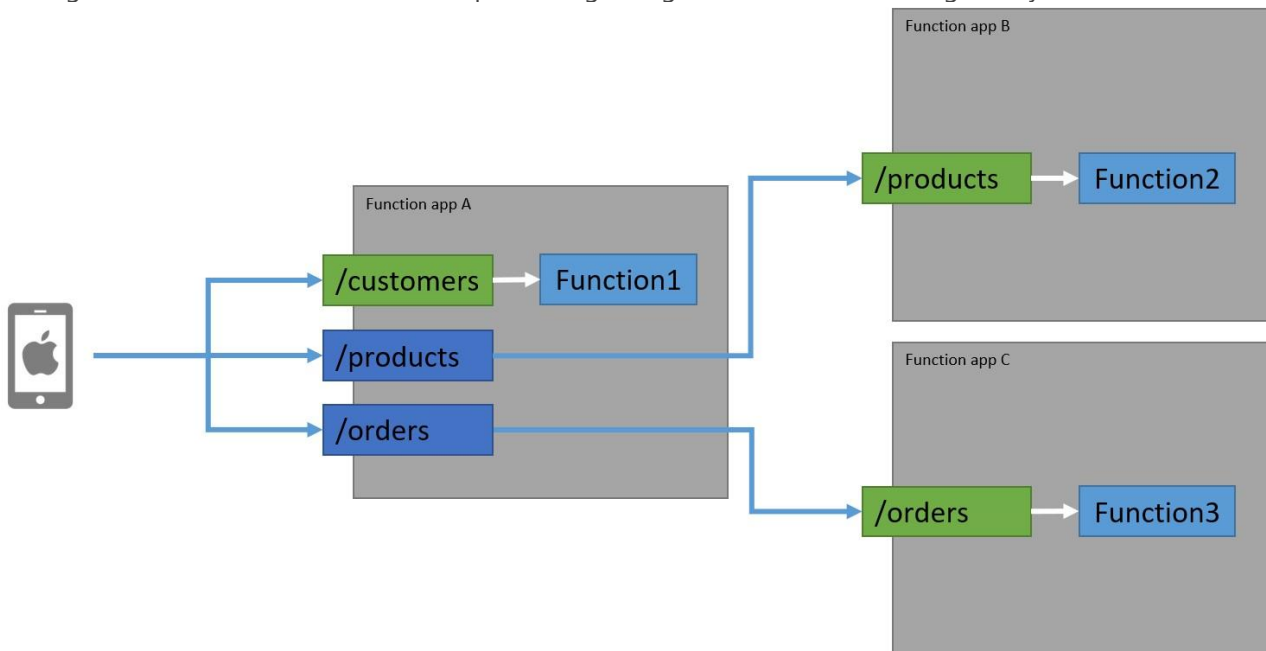 Function app B
/products
Function2
Function app A
/customers
Function1
/products
/orders
Function app C
/orders
Function3